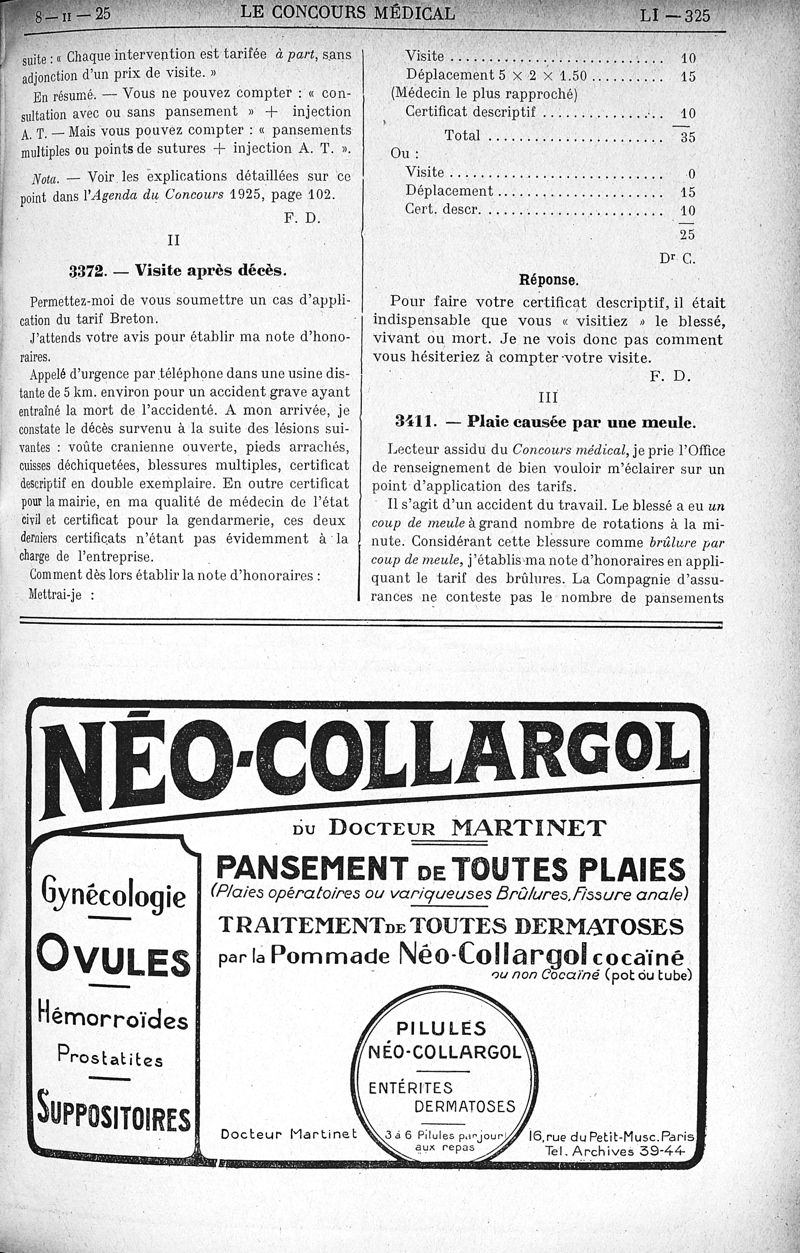 8 — II — 25
LE CONCOURS MÉDICAL
LI — 325
suite : « Chaque intervention est tarifée à part, sans
adjonction d'un prix de visite. »
En résumé. — Vous ne pouvez compter : « con-
sultation avec ou sans pansement » + injection
A. T. — Mais vous pouvez compter : « pansements
multiples ou points de sutures + injection A. T. ».
Nota. — Voir les explications détaillées sur ce
point dans l'Agenda du Concours 1925, page 102.
F. D.
II
3372. — Visite après décès.
Permettez-moi de vous soumettre un cas d'appli-
cation du tarif Breton.
J'attends votre avis pour établir ma note d'hono-
raires.
Appelé d'urgence par téléphone dans une usine dis-
tante de 5 km. environ pour un accident grave ayant
entraîné la mort de l'accidenté. A mon arrivée, je
constate le décès survenu à la suite des lésions sui-
vantes : voûte cranienne ouverte, pieds arrachés,
cuisses déchiquetées, blessures multiples, certificat
descriptif en double exemplaire. En outre certificat
pour la mairie, en ma qualité de médecin de l'état
civil et certificat pour la gendarmerie, ces deux
derniers certificats n'étant pas évidemment à la
charge de l'entreprise.
Comment dès lors établir la note d'honoraires :
Mettrai-je :
Visite ........................... 10
Déplacement 5 × 2 × 1.50 .......... 15
(Médecin le plus rapproché)
Certificat descriptif ............... 10
Total ....................... 35
Ou :
Visite ........................... 0
Déplacement ..................... 15
Cert. descr. ....................... 10
25
Dr C.
Réponse.
Pour faire votre certificat descriptif, il était
indispensable que vous « visitiez » le blessé,
vivant ou mort. Je ne vois donc pas comment
vous hésiteriez à compter votre visite.
F. D.
III
3411. — Plaie causée par une meule.
Lecteur assidu du Concours médical, je prie l'Office
de renseignement de bien vouloir m'éclairer sur un
point d'application des tarifs.
Il s'agit d'un accident du travail. Le blessé a eu un
coup de meule à grand nombre de rotations à la mi-
nute. Considérant cette blessure comme brûlure par
coup de meule, j'établis ma note d'honoraires en appli-
quant le tarif des brûlures. La Compagnie d'assu-
rances ne conteste pas le nombre de pansements
NÉO-COLLARGOL
DU DOCTEUR MARTINET
Gynécologie
OVULES
Hémorroïdes
Prostatites
SUPPOSITOIRES
PANSEMENT DE TOUTES PLAIES
(Plaies opératoires ou variqueuses Brûlures, Fissure anale)
TRAITEMENT DE TOUTES DERMATOSES
par la Pommade Néo-Collargol cocaïné
ou non Cocaïné (pot ou tube)
PILULES
NÉO-COLLARGOL
ENTÉRITES
DERMATOSES
3 à 6 Pilules par jour
aux repas
Docteur Martinet
16, rue du Petit-Musc. Paris
Tel. Archives 39-44